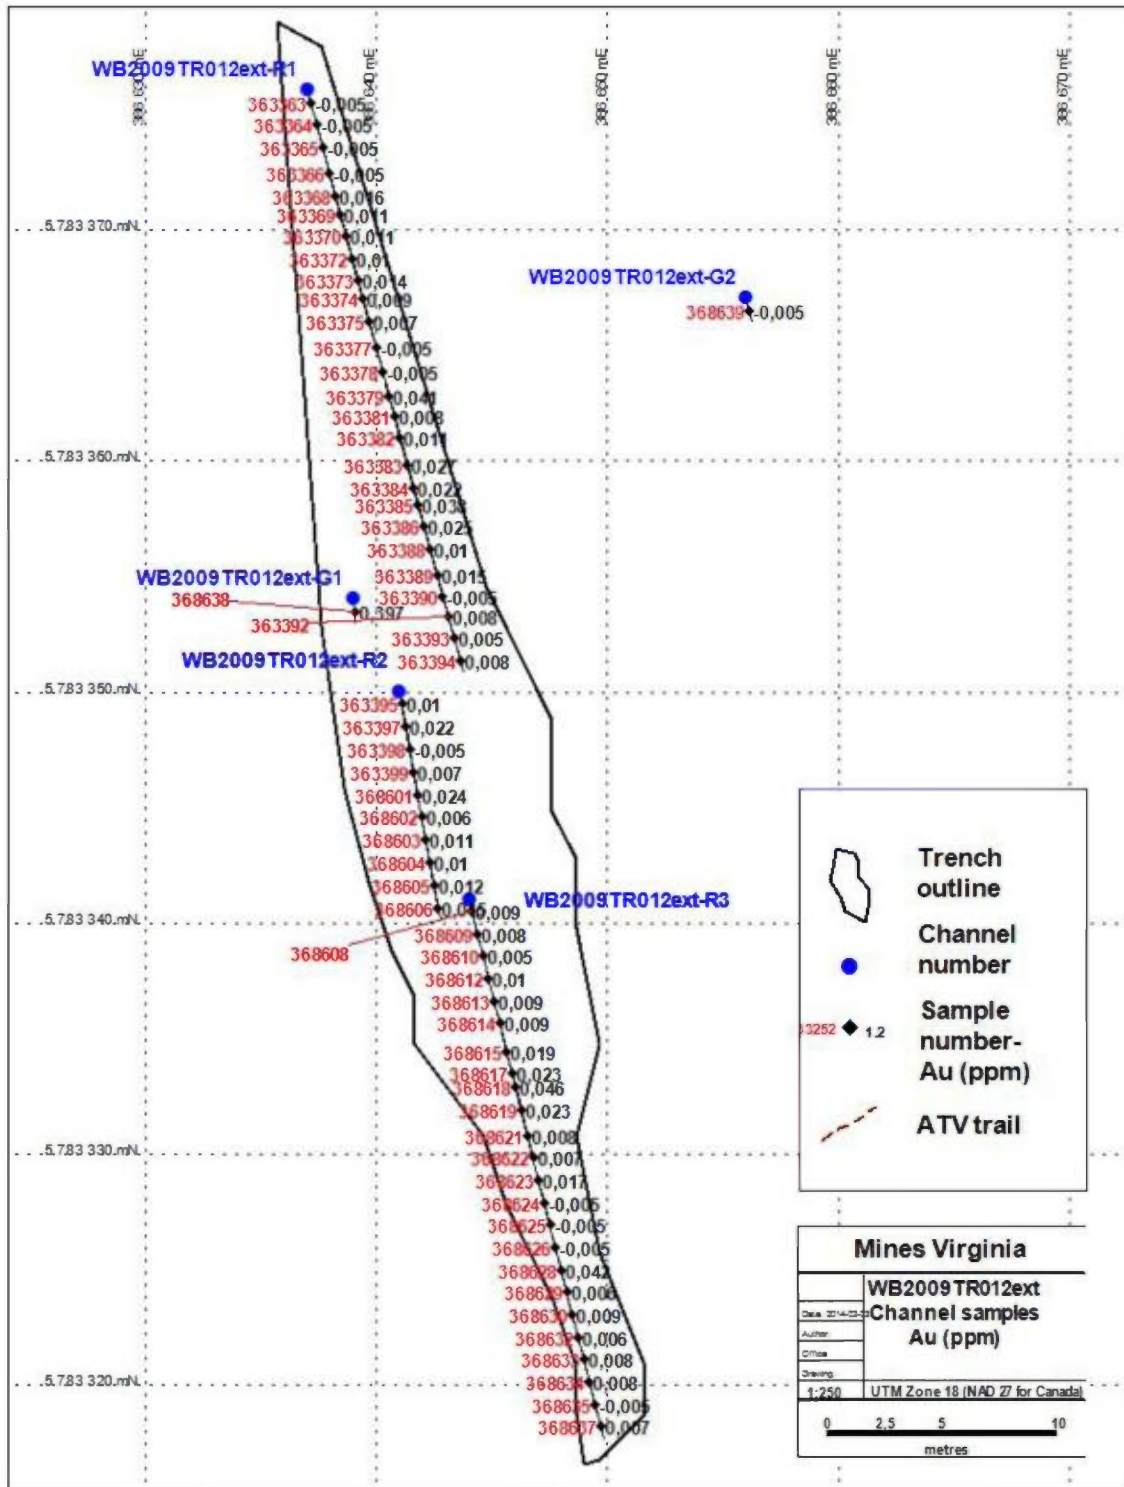 386 640 mE
386 650 mE
386 660 mE
386 670 mE
WB2009TR012ext-R1
363363 -0,005
363364 -0,005
363365 -0,005
363366 -0,005
363368 0,016
363369 0,011
5 783 370 mN
363370 0,011
363372 0,01
363373 0,014
WB2009TR012ext-G2
363374 0,009
368639 -0,005
363375 0,007
363377 -0,005
363378 -0,005
363379 0,041
363381 0,008
363382 0,011
5 783 360 mN
363383
363384 0,022
363385 0,038
363386 0,025
363388 0,01
363389 0,015
WB2009TR012ext-G1
363390 -0,005
368638 0,397
363392 0,008
363393 0,005
WB2009TR012ext-R2
363394 0,008
5 783 350 mN
363395 0,01
363397 0,022
363398 -0,005
363399 0,007
368601 0,024
368602 0,006
368603 0,011
368604 0,01
368605 0,012
WB2009TR012ext-R3
368606
0,009
5 783 340 mN
368609 0,008
368608
368610 0,005
368612 0,01
368613 0,009
368614 0,009
368615 0,019
368617 0,023
368618 0,046
368619 0,023
368621 0,008
5 783 330 mN
368622 0,007
368623 0,017
368624 -0,005
368625 -0,005
368626 -0,005
368628 0,042
368629
368630 0,009
368632 0,006
368633 0,008
5 783 320 mN
368634 0,008
368635 -0,005
368637 0,007
Trench
outline
Channel
number
Sample
33252 1.2
number-
Au (ppm)
ATV trail
Mines Virginia
WB2009TR012ext
Channel samples
Au (ppm)
Date:
Author:
Office:
Drawing:
1:250
UTM Zone 18 (NAD 27 for Canada)
0 2,5 5 10
metres